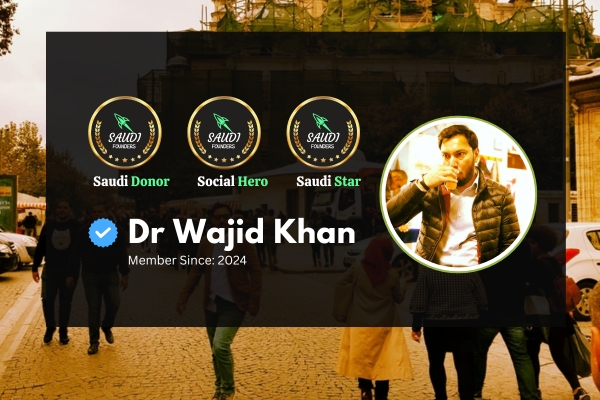 SAUDI
FOUNDERS
SAUDI
FOUNDERS
SAUDI
FOUNDERS
Saudi Donor
Social Hero
Saudi Star
Dr Wajid Khan
Member Since: 2024